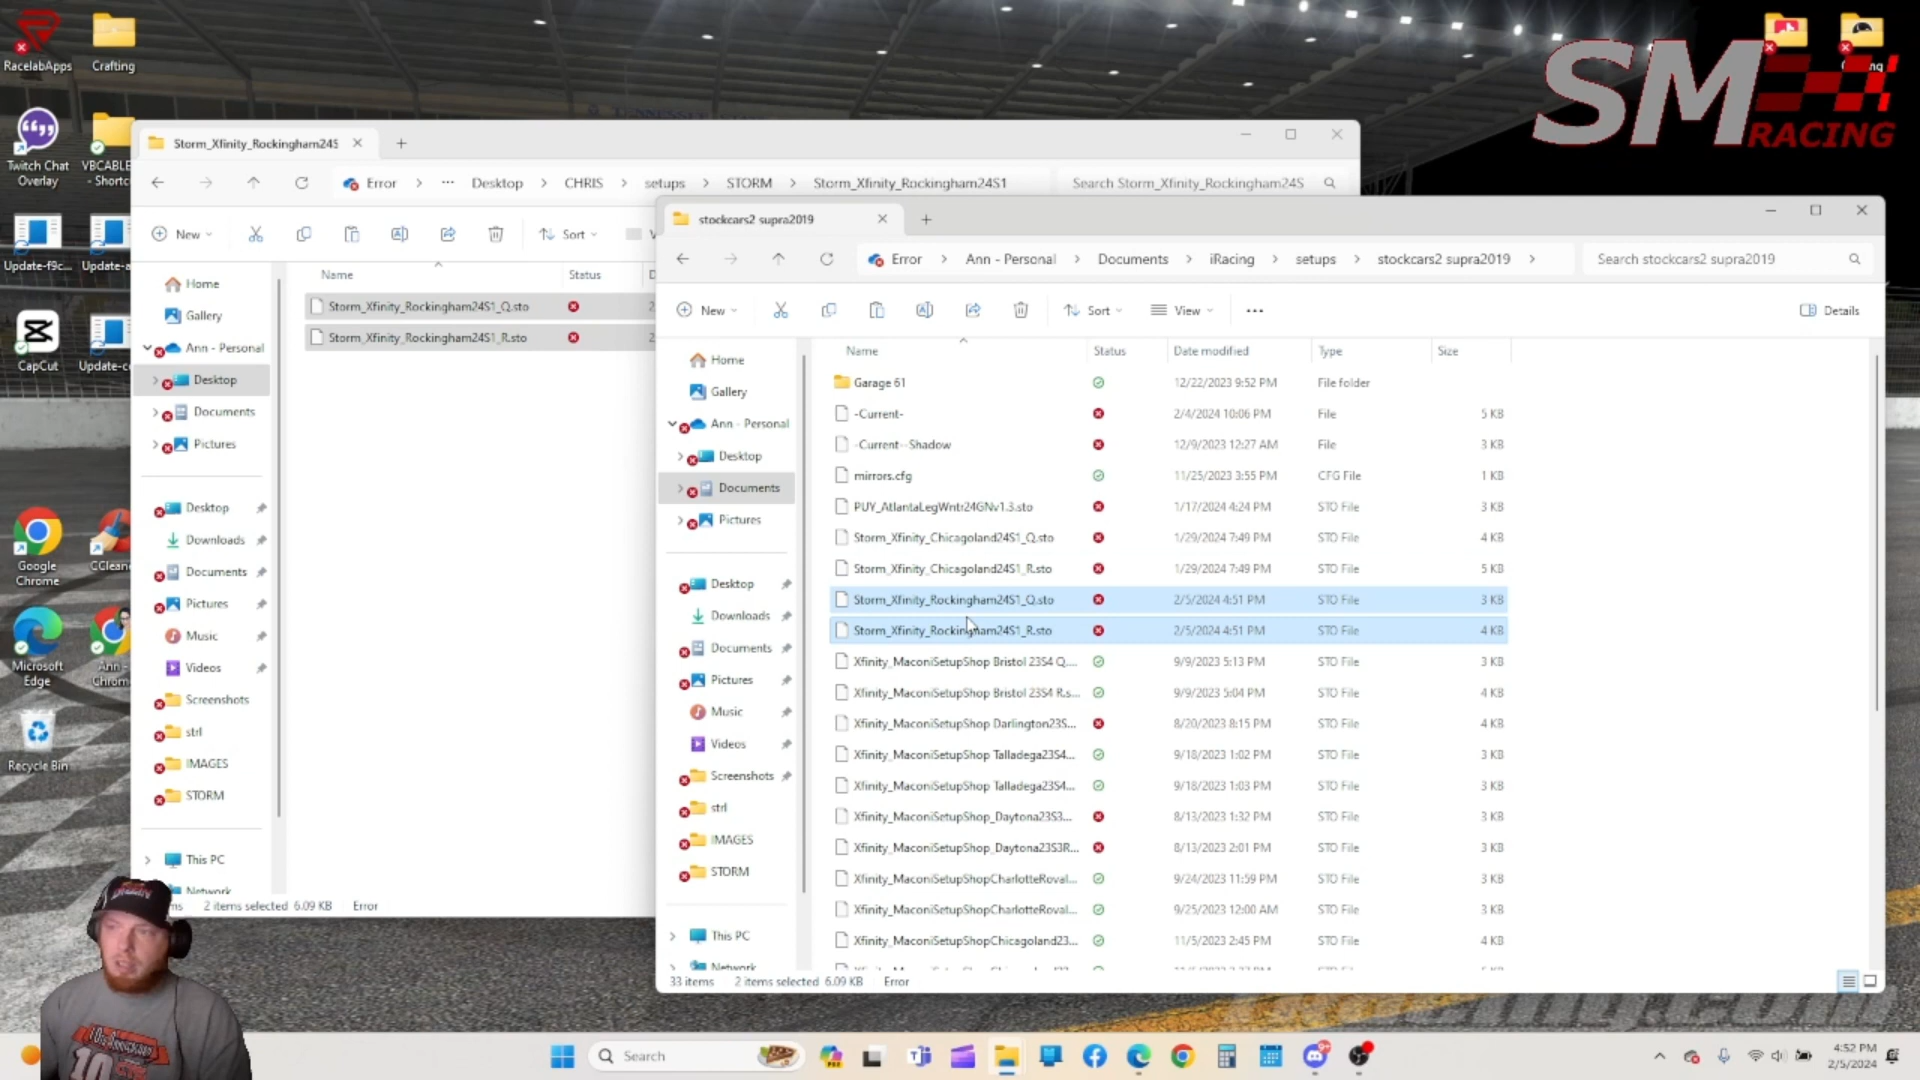 RacelabApps
Crafting
SM
RACING
Twitch Chat
Overlay
VBCABLE
- Shortc
Update-f9c...
CapCut
Google
Chrome
CCleane
Microsoft
Edge
Ann -
Chrom
Recycle Bin
Storm_Xfinity_Rockingham24S
Error > ... Desktop > CHRIS > setups > STORM > Storm_Xfinity_Rockingham24S1
Search Storm_Xfinity_Rockingham24S
New
Sort
Name
Status
Storm_Xfinity_Rockingham24S1_Q.sto
Storm_Xfinity_Rockingham24S1_R.sto
Home
Gallery
Ann - Personal
Desktop
Documents
Pictures
Desktop
Downloads
Documents
Pictures
Music
Videos
Screenshots
strl
IMAGES
STORM
This PC
Network
2 items selected 6.09 KB
Error
stockcars2 supra2019
Error > Ann - Personal > Documents > iRacing > setups > stockcars2 supra2019 >
Search stockcars2 supra2019
New
Sort
View
...
Details
Home
Gallery
Ann - Personal
Desktop
Documents
Pictures
Desktop
Downloads
Documents
Pictures
Music
Videos
Screenshots
strl
IMAGES
STORM
This PC
Network
Name Status Date modified Type Size
Garage 61 12/22/2023 9:52 PM File folder
-Current- 2/4/2024 10:06 PM File 5 KB
-Current--Shadow 12/9/2023 12:27 AM File 3 KB
mirrors.cfg 11/25/2023 3:55 PM CFG File 1 KB
PUY_AtlantaLegWntr24GNv1.3.sto 1/17/2024 4:24 PM STO File 3 KB
Storm_Xfinity_Chicagoland24S1_Q.sto 1/29/2024 7:49 PM STO File 4 KB
Storm_Xfinity_Chicagoland24S1_R.sto 1/29/2024 7:49 PM STO File 5 KB
Storm_Xfinity_Rockingham24S1_Q.sto 2/5/2024 4:51 PM STO File 3 KB
Storm_Xfinity_Rockingham24S1_R.sto 2/5/2024 4:51 PM STO File 4 KB
Xfinity_MaconiSetupShop Bristol 23S4 Q.... 9/9/2023 5:13 PM STO File 3 KB
Xfinity_MaconiSetupShop Bristol 23S4 R.s... 9/9/2023 5:04 PM STO File 4 KB
Xfinity_MaconiSetupShop Darlington23S... 8/20/2023 8:15 PM STO File 4 KB
Xfinity_MaconiSetupShop Talladega23S4... 9/18/2023 1:02 PM STO File 3 KB
Xfinity_MaconiSetupShop Talladega23S4... 9/18/2023 1:03 PM STO File 3 KB
Xfinity_MaconiSetupShop_Daytona23S3... 8/13/2023 1:32 PM STO File 3 KB
Xfinity_MaconiSetupShop_Daytona23S3R... 8/13/2023 2:01 PM STO File 3 KB
Xfinity_MaconiSetupShopCharlotteRoval... 9/24/2023 11:59 PM STO File 3 KB
Xfinity_MaconiSetupShopCharlotteRoval... 9/25/2023 12:00 AM STO File 3 KB
Xfinity_MaconiSetupShopChicagoland23... 11/5/2023 2:45 PM STO File 4 KB
33 items
2 items selected 6.09 KB
Error
Search
4:52 PM
2/5/2024